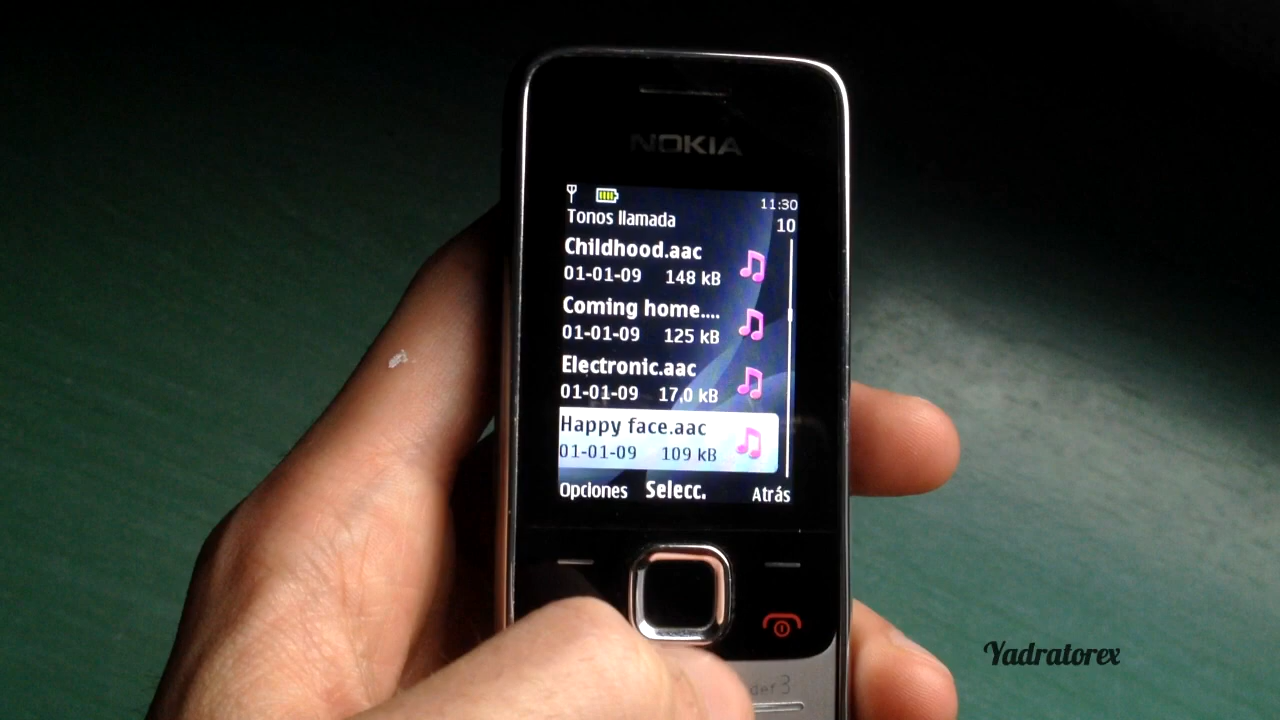 NOKIA
11:30
Tonos llamada 10
Childhood.aac
01-01-09 148 kB
Coming home....
01-01-09 125 kB
Electronic.aac
01-01-09 17,0 kB
Happy face.aac
01-01-09 109 kB
Opciones Selecc. Atrás
def 3
Yadratorex